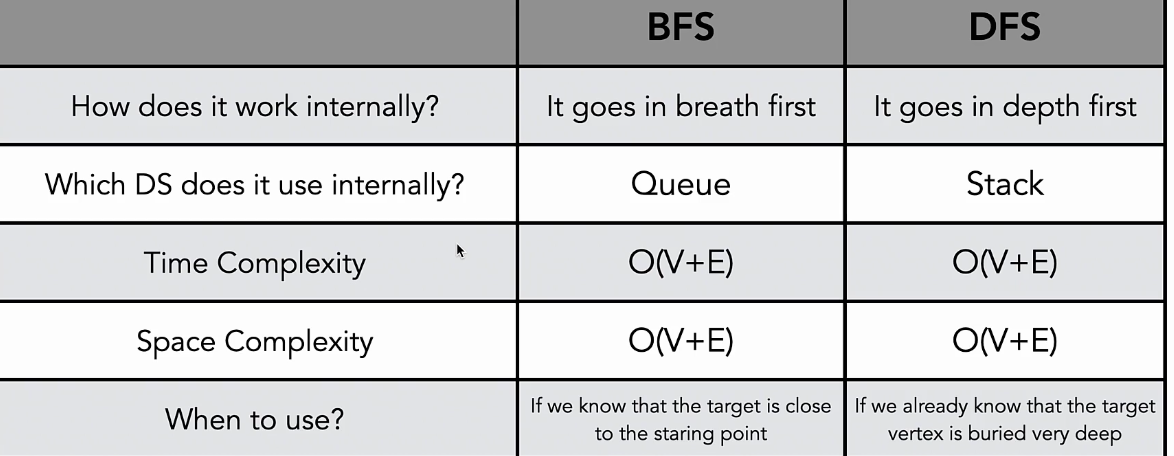 BFS DFS
How does it work internally? It goes in breath first It goes in depth first
Which DS does it use internally? Queue Stack
Time Complexity O(V+E) O(V+E)
Space Complexity O(V+E) O(V+E)
When to use? If we know that the target is close to the staring point If we already know that the target vertex is buried very deep